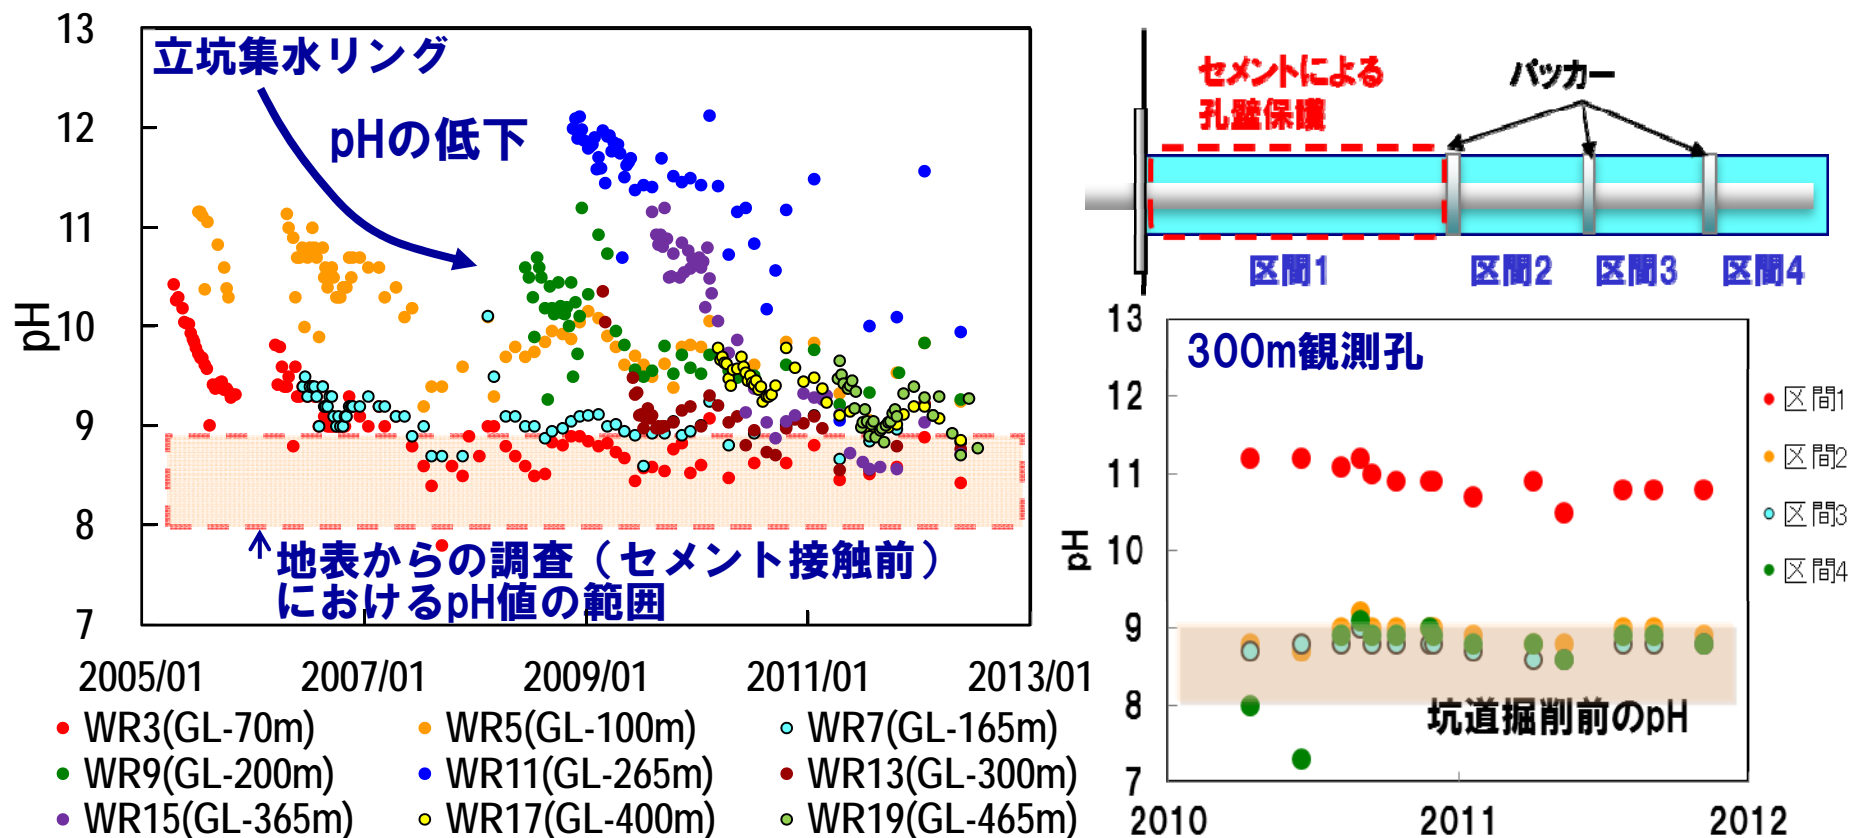 立坑集水リング
pHの低下
pH
13
12
11
10
9
8
7
地表からの調査(セメント接触前)
におけるpH値の範囲
2005/01
2007/01
2009/01
2011/01
2013/01
WR3(GL-70m)
WR5(GL-100m)
WR7(GL-165m)
WR9(GL-200m)
WR11(GL-265m)
WR13(GL-300m)
WR15(GL-365m)
WR17(GL-400m)
WR19(GL-465m)
セメントによる
孔壁保護
パッカー
区間1
区間2
区間3
区間4
300m観測孔
pH
13
12
11
10
9
8
7
坑道掘削前のpH
2010
2011
2012
区間1
区間2
区間3
区間4